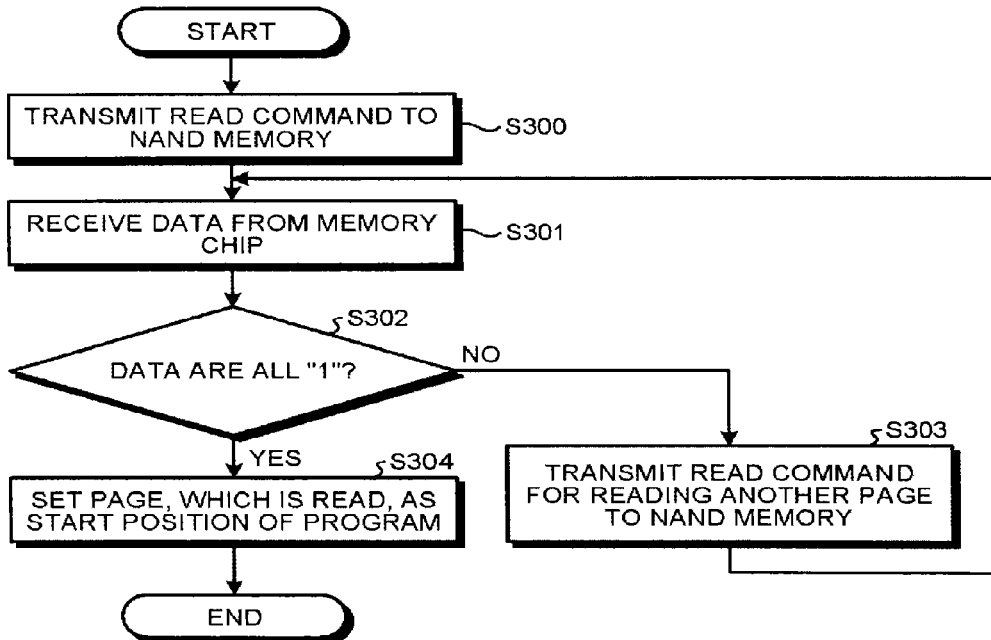 START
TRANSMIT READ COMMAND TO
NAND MEMORY
S300
RECEIVE DATA FROM MEMORY
CHIP
S301
S302
DATA ARE ALL "1"?
NO
YES
S303
TRANSMIT READ COMMAND
FOR READING ANOTHER PAGE
TO NAND MEMORY
S304
SET PAGE, WHICH IS READ, AS
START POSITION OF PROGRAM
END